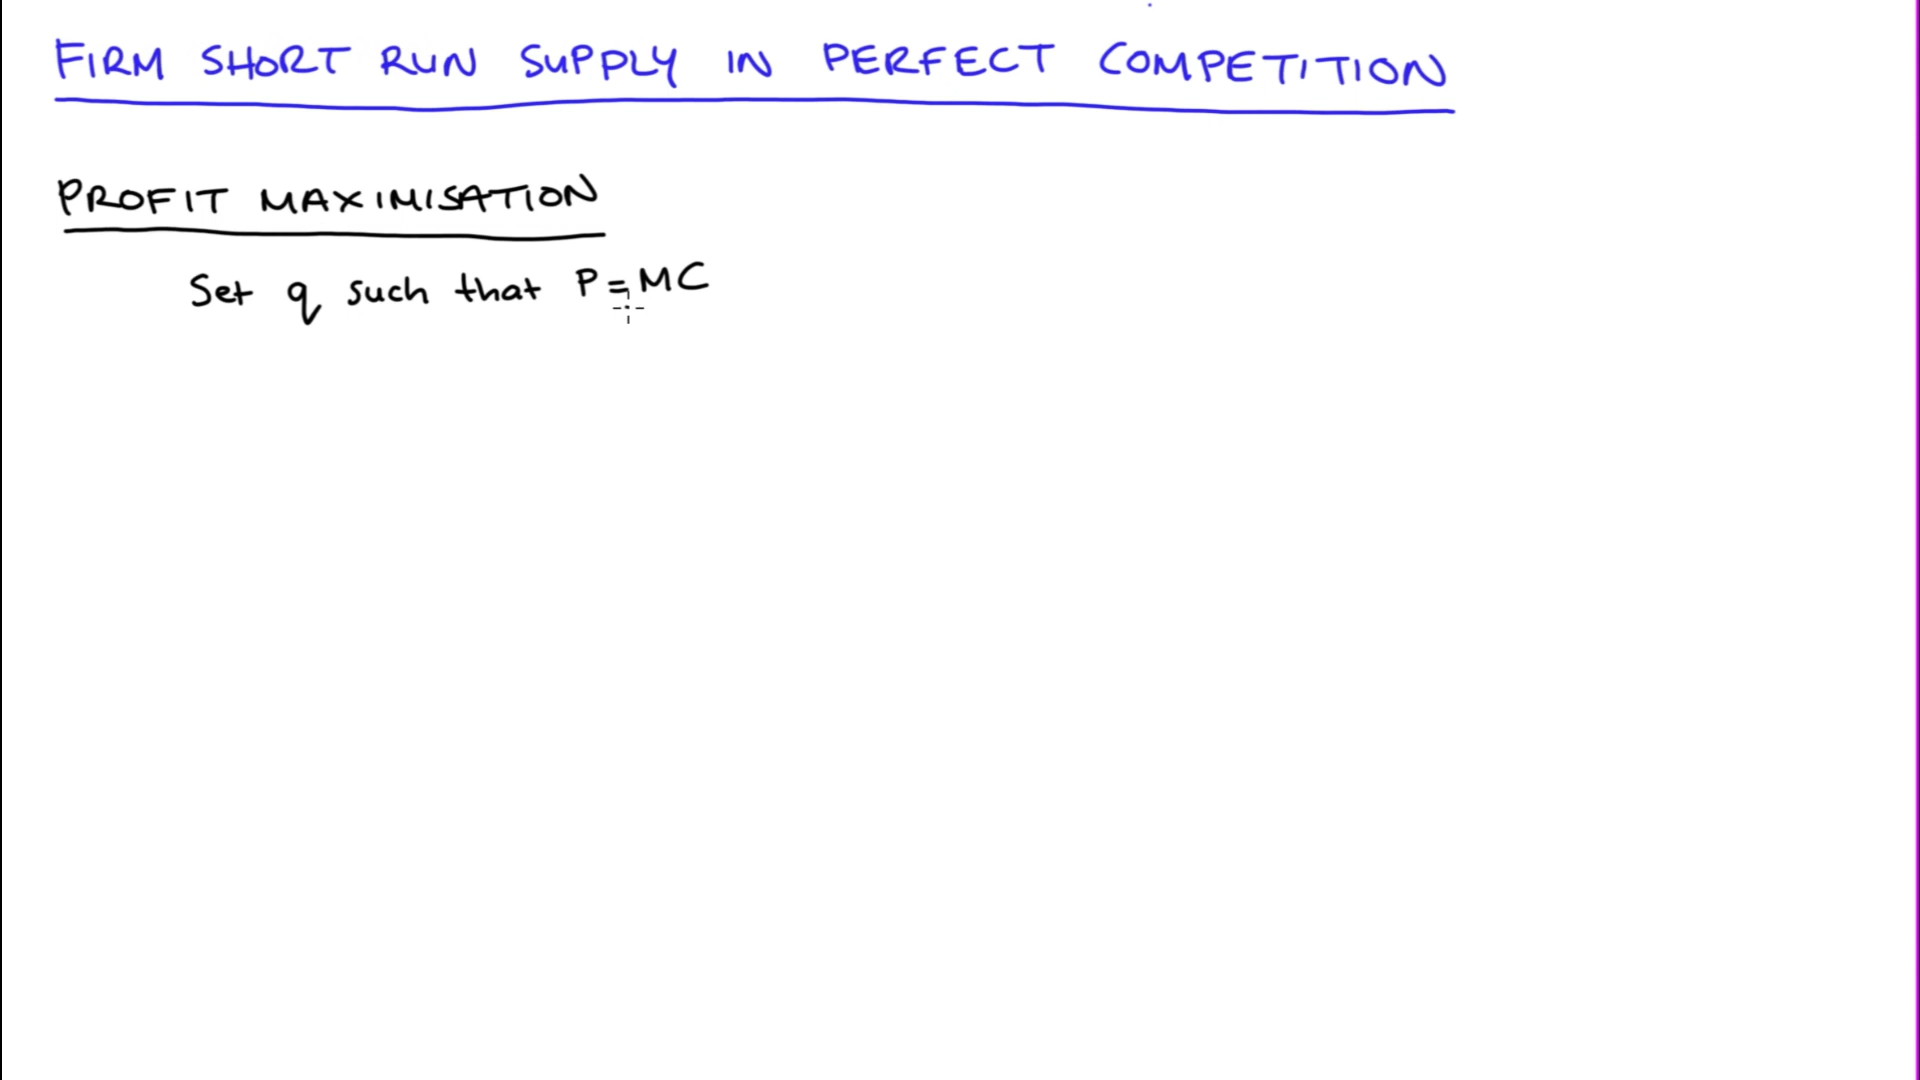 FIRM SHORT RUN SUPPLY IN PERFECT COMPETITION
PROFIT MAXIMISATION
Set q such that P=MC